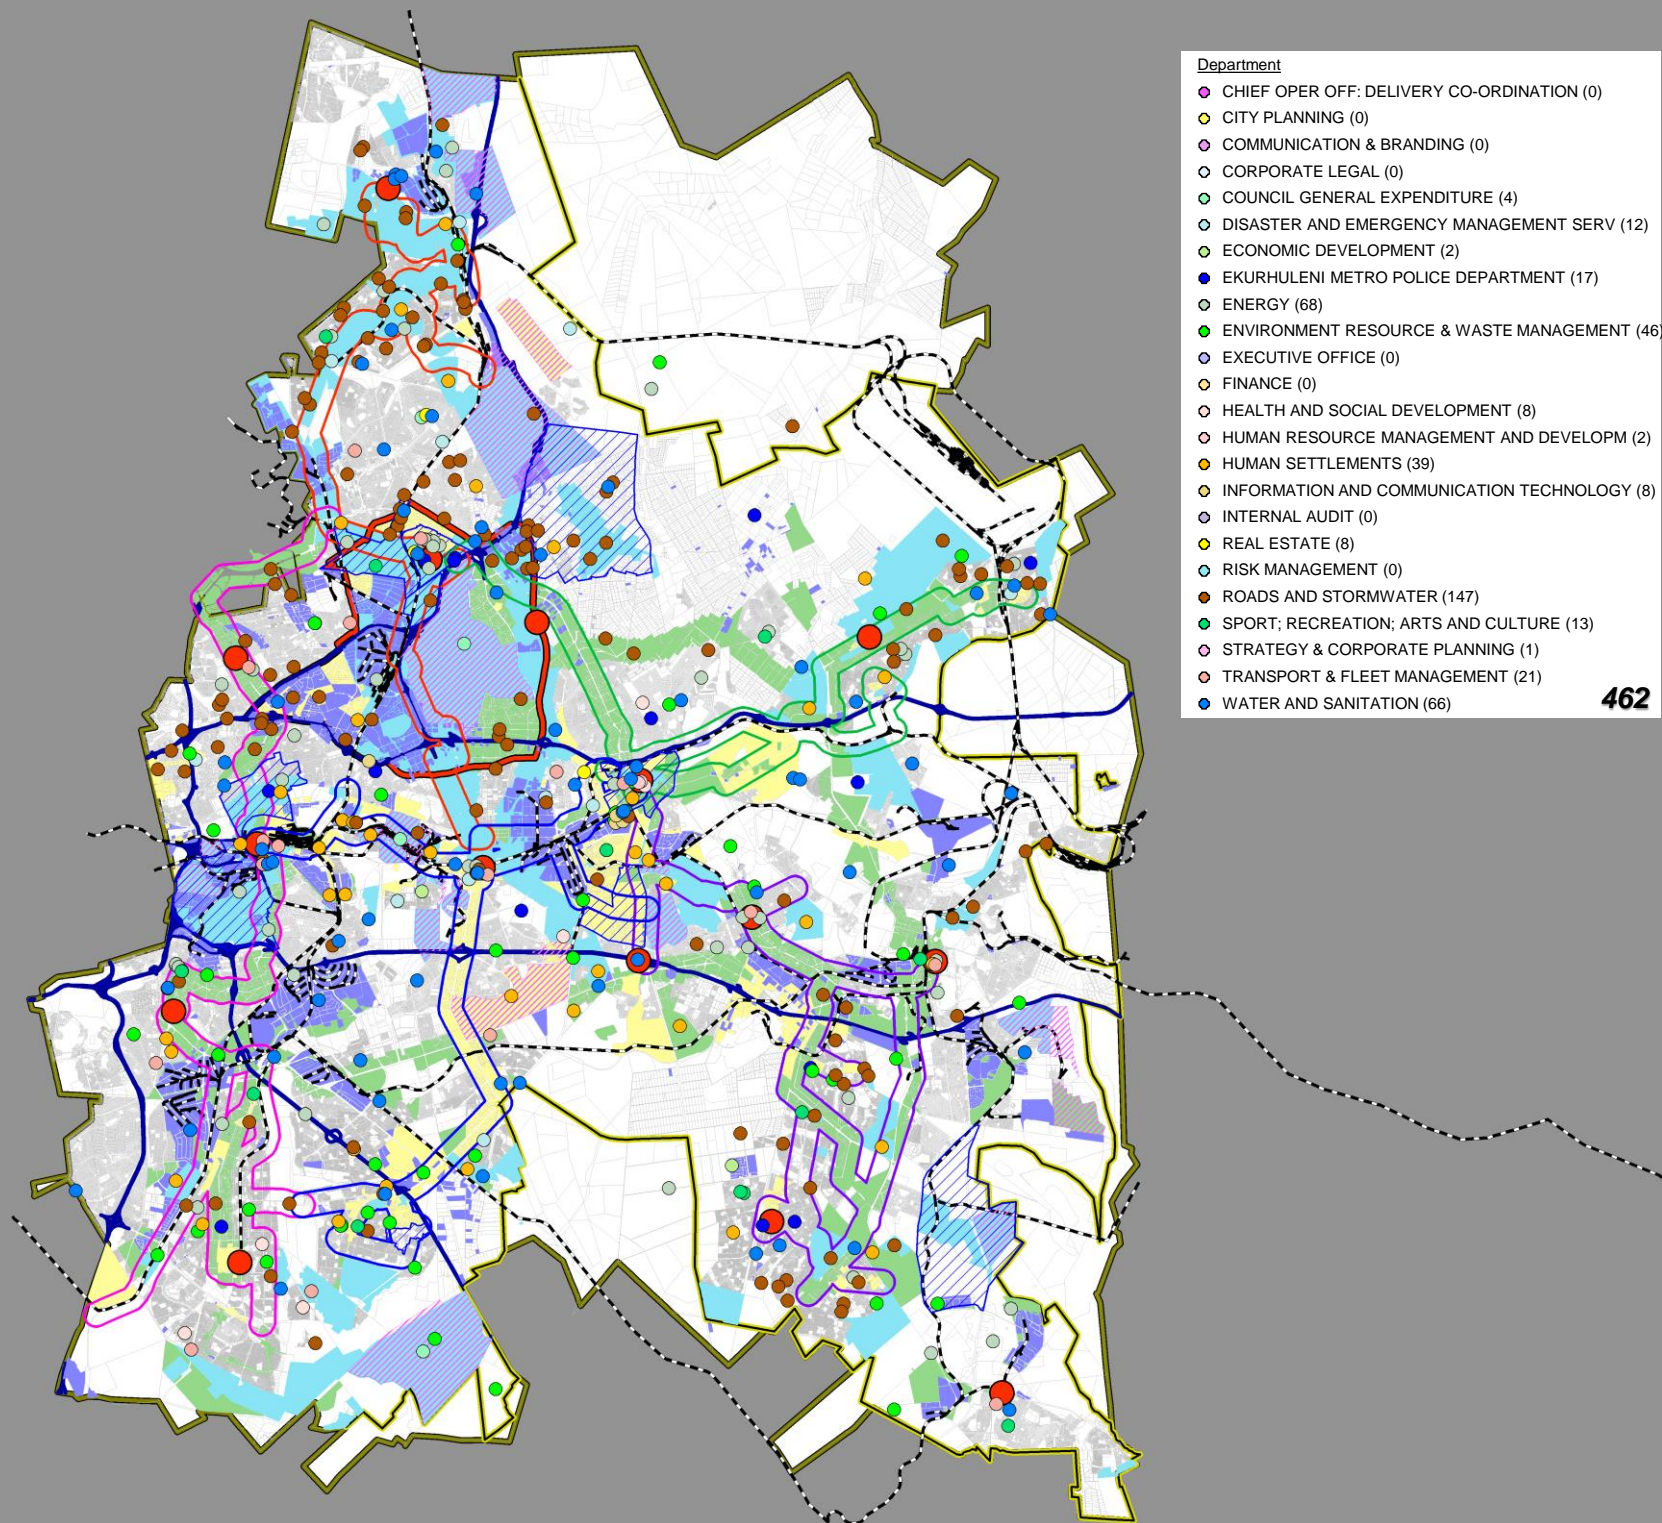 Department
CHIEF OPER OFF: DELIVERY CO-ORDINATION (0)
CITY PLANNING (0)
COMMUNICATION & BRANDING (0)
CORPORATE LEGAL (0)
COUNCIL GENERAL EXPENDITURE (4)
DISASTER AND EMERGENCY MANAGEMENT SERV (12)
ECONOMIC DEVELOPMENT (2)
EKURHULENI METRO POLICE DEPARTMENT (17)
ENERGY (68)
ENVIRONMENT RESOURCE & WASTE MANAGEMENT (46)
EXECUTIVE OFFICE (0)
FINANCE (0)
HEALTH AND SOCIAL DEVELOPMENT (8)
HUMAN RESOURCE MANAGEMENT AND DEVELOPM (2)
HUMAN SETTLEMENTS (39)
INFORMATION AND COMMUNICATION TECHNOLOGY (8)
INTERNAL AUDIT (0)
REAL ESTATE (8)
RISK MANAGEMENT (0)
ROADS AND STORMWATER (147)
SPORT; RECREATION; ARTS AND CULTURE (13)
STRATEGY & CORPORATE PLANNING (1)
TRANSPORT & FLEET MANAGEMENT (21)
WATER AND SANITATION (66)
462